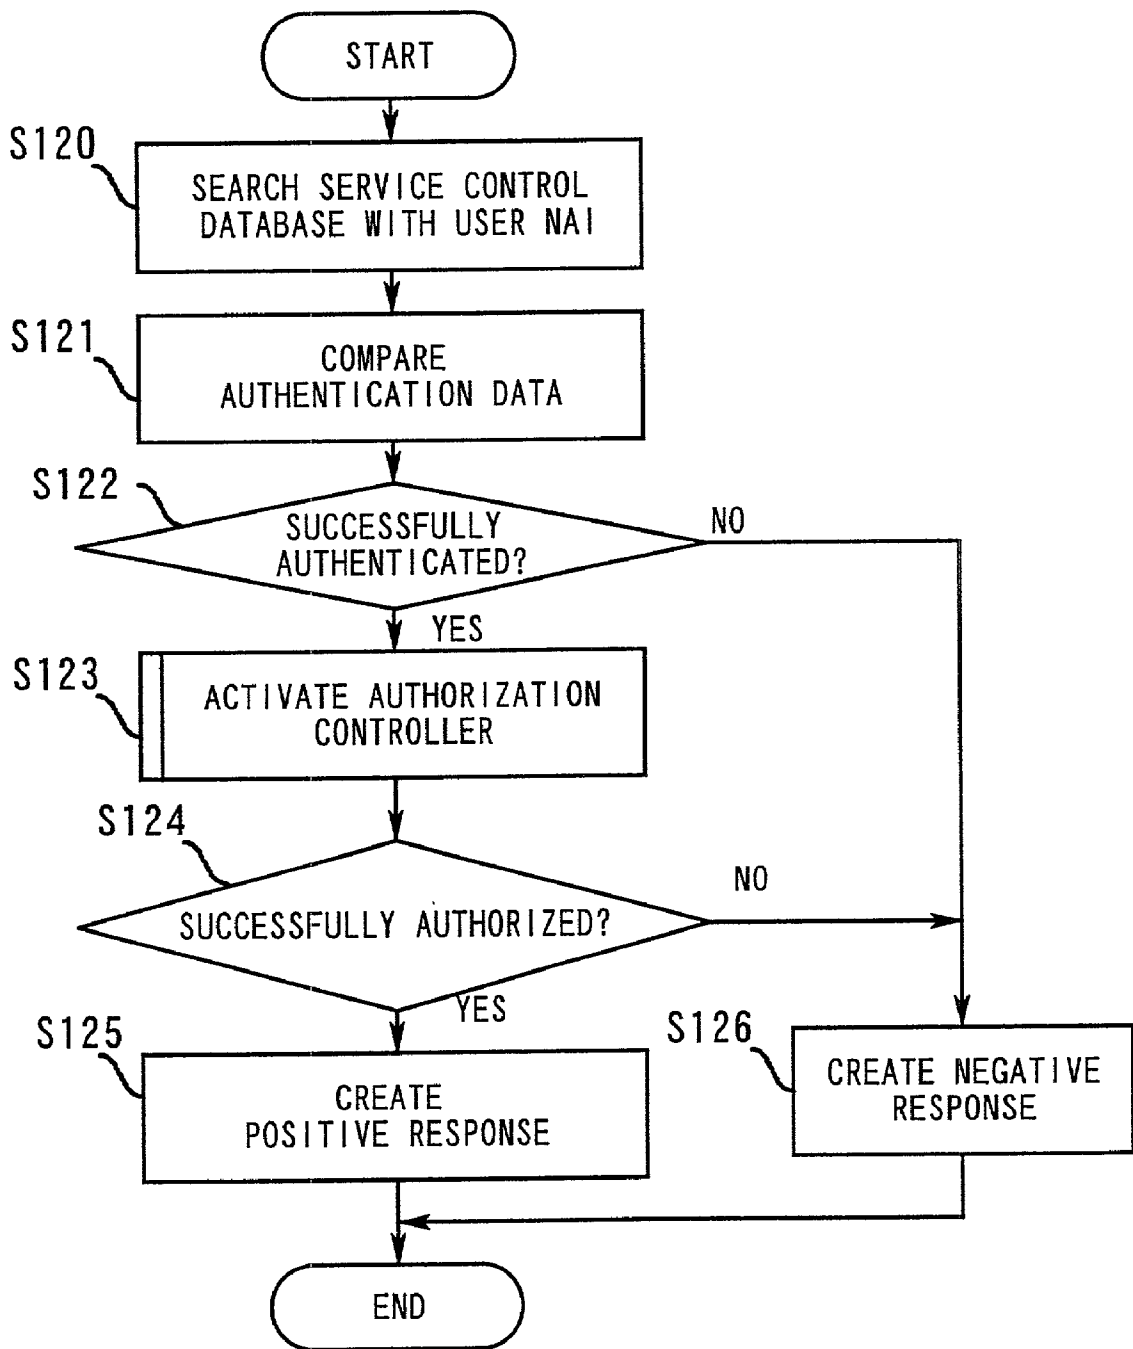 START
S120
SEARCH SERVICE CONTROL
DATABASE WITH USER NAI
S121
COMPARE
AUTHENTICATION DATA
S122
SUCCESSFULLY
AUTHENTICATED?
NO
YES
S123
ACTIVATE AUTHORIZATION
CONTROLLER
S124
SUCCESSFULLY AUTHORIZED?
NO
YES
S125
CREATE
POSITIVE RESPONSE
S126
CREATE NEGATIVE
RESPONSE
END